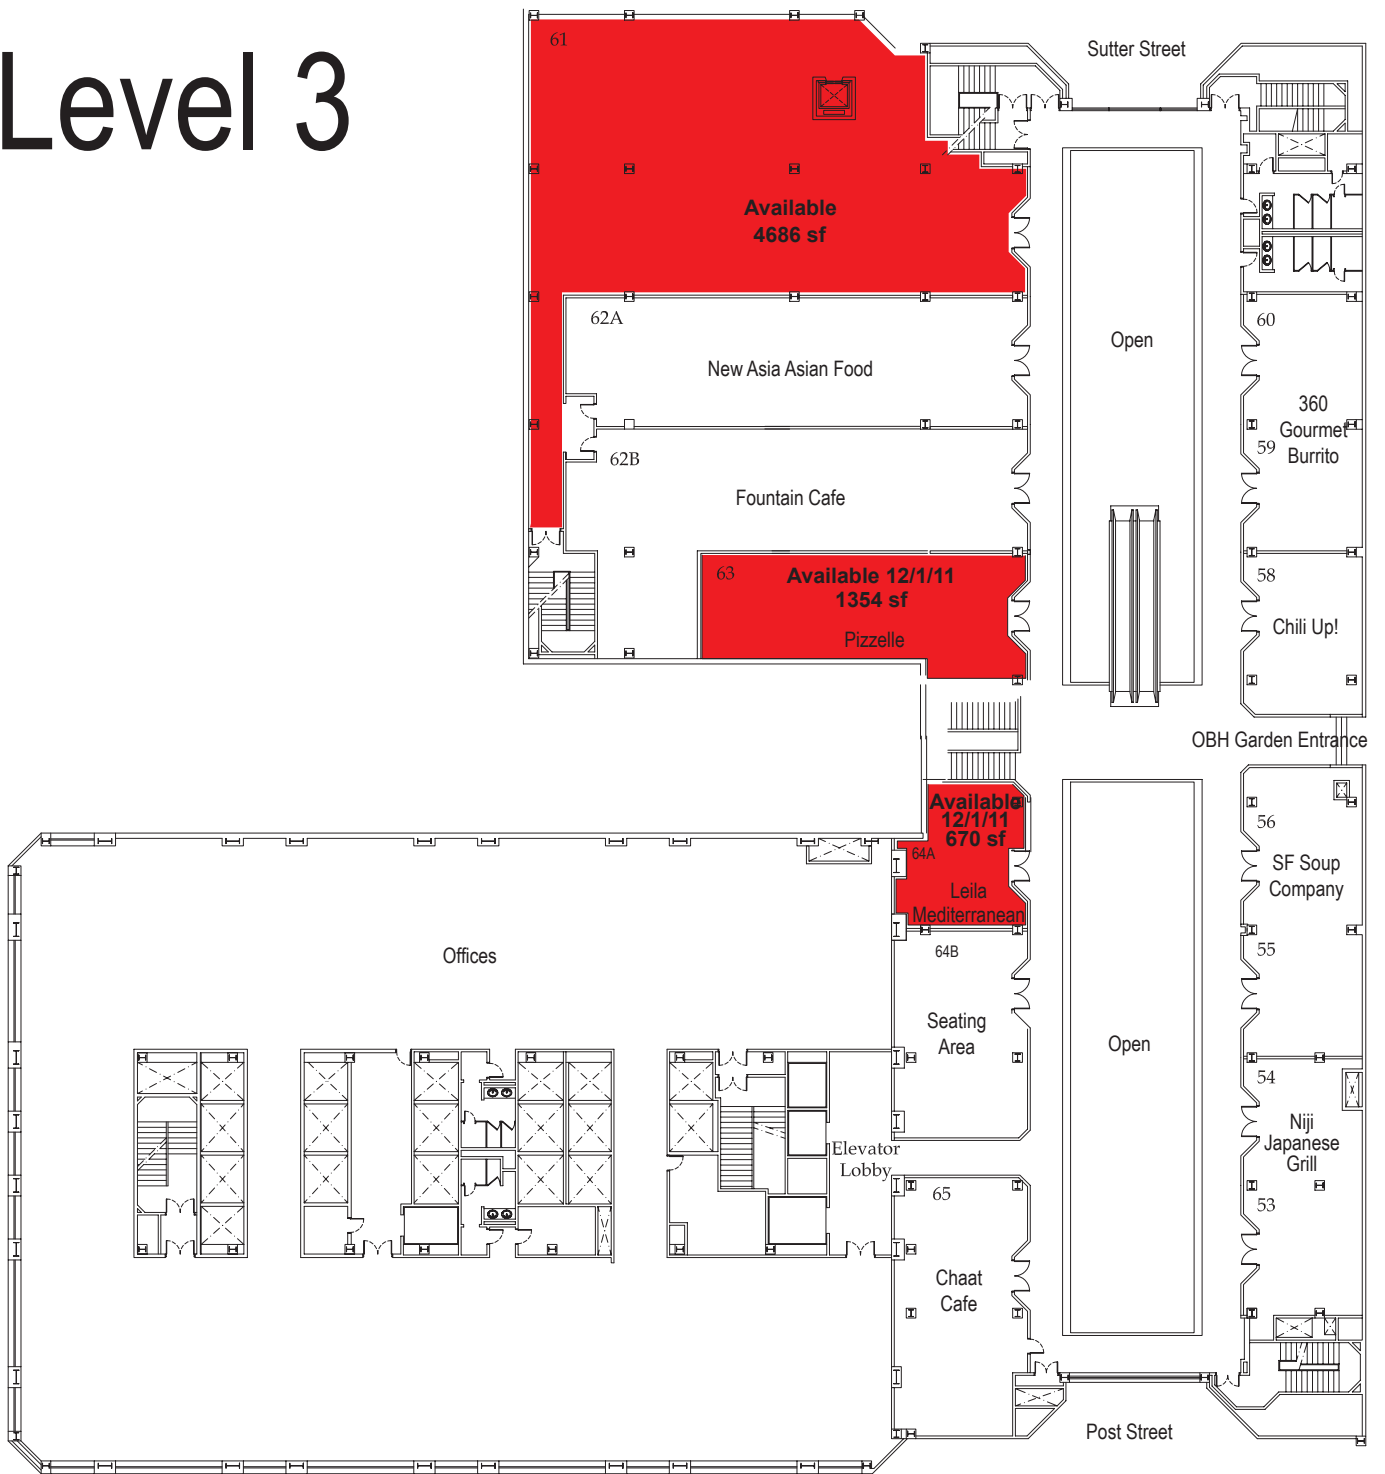 Level 3
Sutter Street
61
Available
4686 sf
62A
New Asia Asian Food
Open
60
360
Gourmet
Burrito
59
62B
Fountain Cafe
63
Available 12/1/11
1354 sf
Pizzelle
58
Chili Up!
OBH Garden Entrance
Available
12/1/11
670 sf
64A
Leila
Mediterranean
56
SF Soup
Company
55
Offices
64B
Seating
Area
Open
54
Niji
Japanese
Grill
53
Elevator
Lobby
65
Chaat
Cafe
Post Street